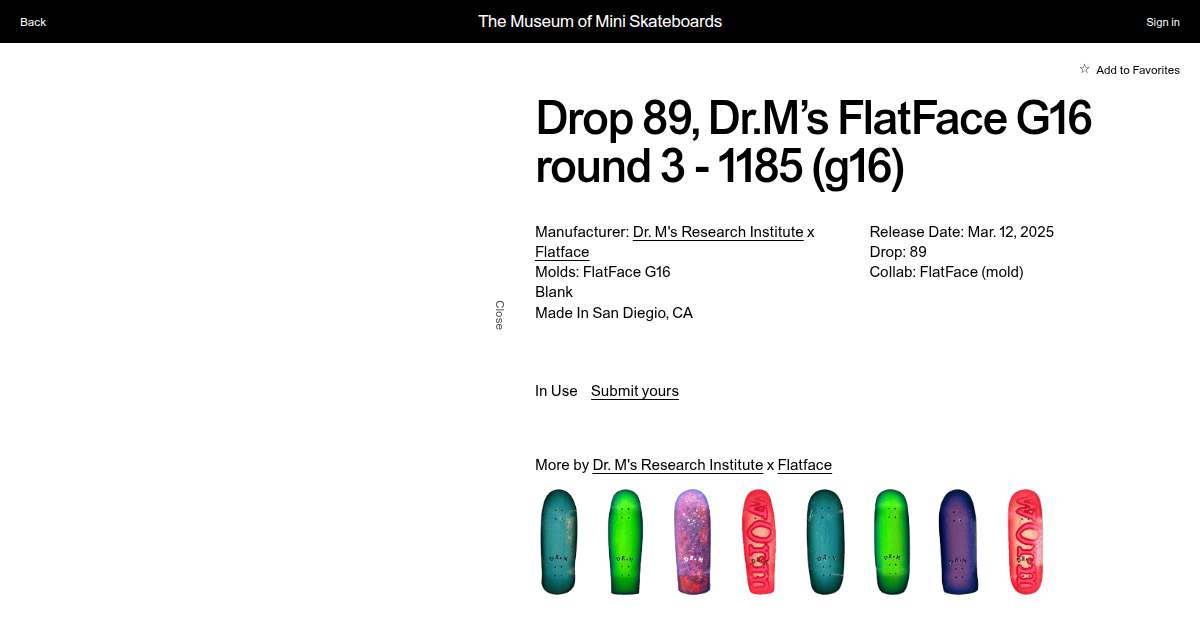 Back
The Museum of Mini Skateboards
Sign in
☆ Add to Favorites
Drop 89, Dr.M’s FlatFace G16
round 3 - 1185 (g16)
Manufacturer: Dr. M's Research Institute x
Flatface
Molds: FlatFace G16
Blank
Made In San Diegio, CA
Release Date: Mar. 12, 2025
Drop: 89
Collab: FlatFace (mold)
Close
In Use Submit yours
More by Dr. M's Research Institute x Flatface